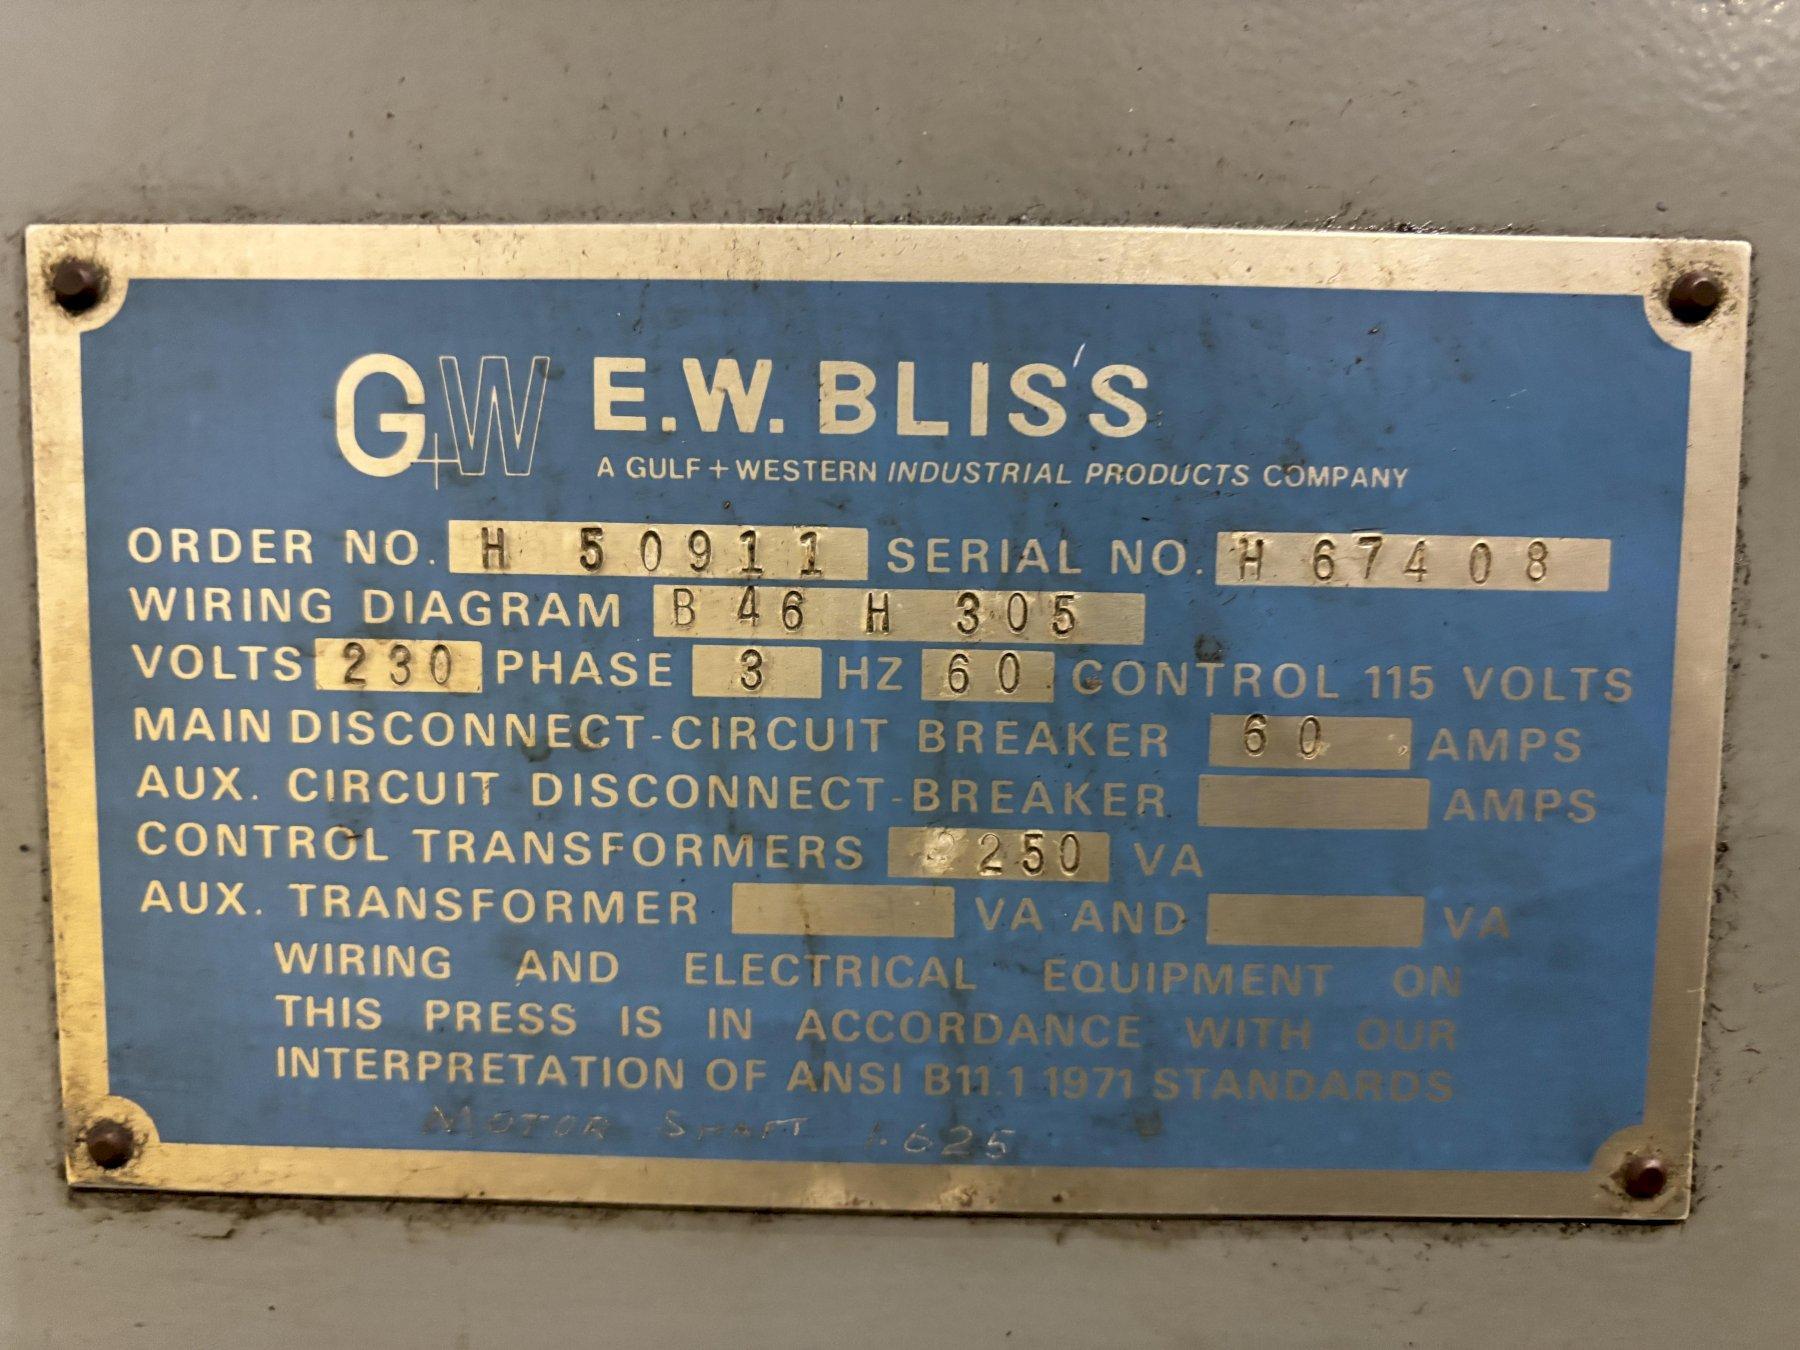 G+W E.W. BLISS
A GULF + WESTERN INDUSTRIAL PRODUCTS COMPANY
ORDER NO. H 50911 SERIAL NO. H 67408
WIRING DIAGRAM B 46 H 305
VOLTS 230 PHASE 3 HZ 60 CONTROL 115 VOLTS
MAIN DISCONNECT-CIRCUIT BREAKER 60 AMPS
AUX. CIRCUIT DISCONNECT-BREAKER AMPS
CONTROL TRANSFORMERS 250 VA
AUX. TRANSFORMER VA AND VA
WIRING AND ELECTRICAL EQUIPMENT ON
THIS PRESS IS IN ACCORDANCE WITH OUR
INTERPRETATION OF ANSI B11.1 1971 STANDARDS
MOTOR SHAFT 1.625